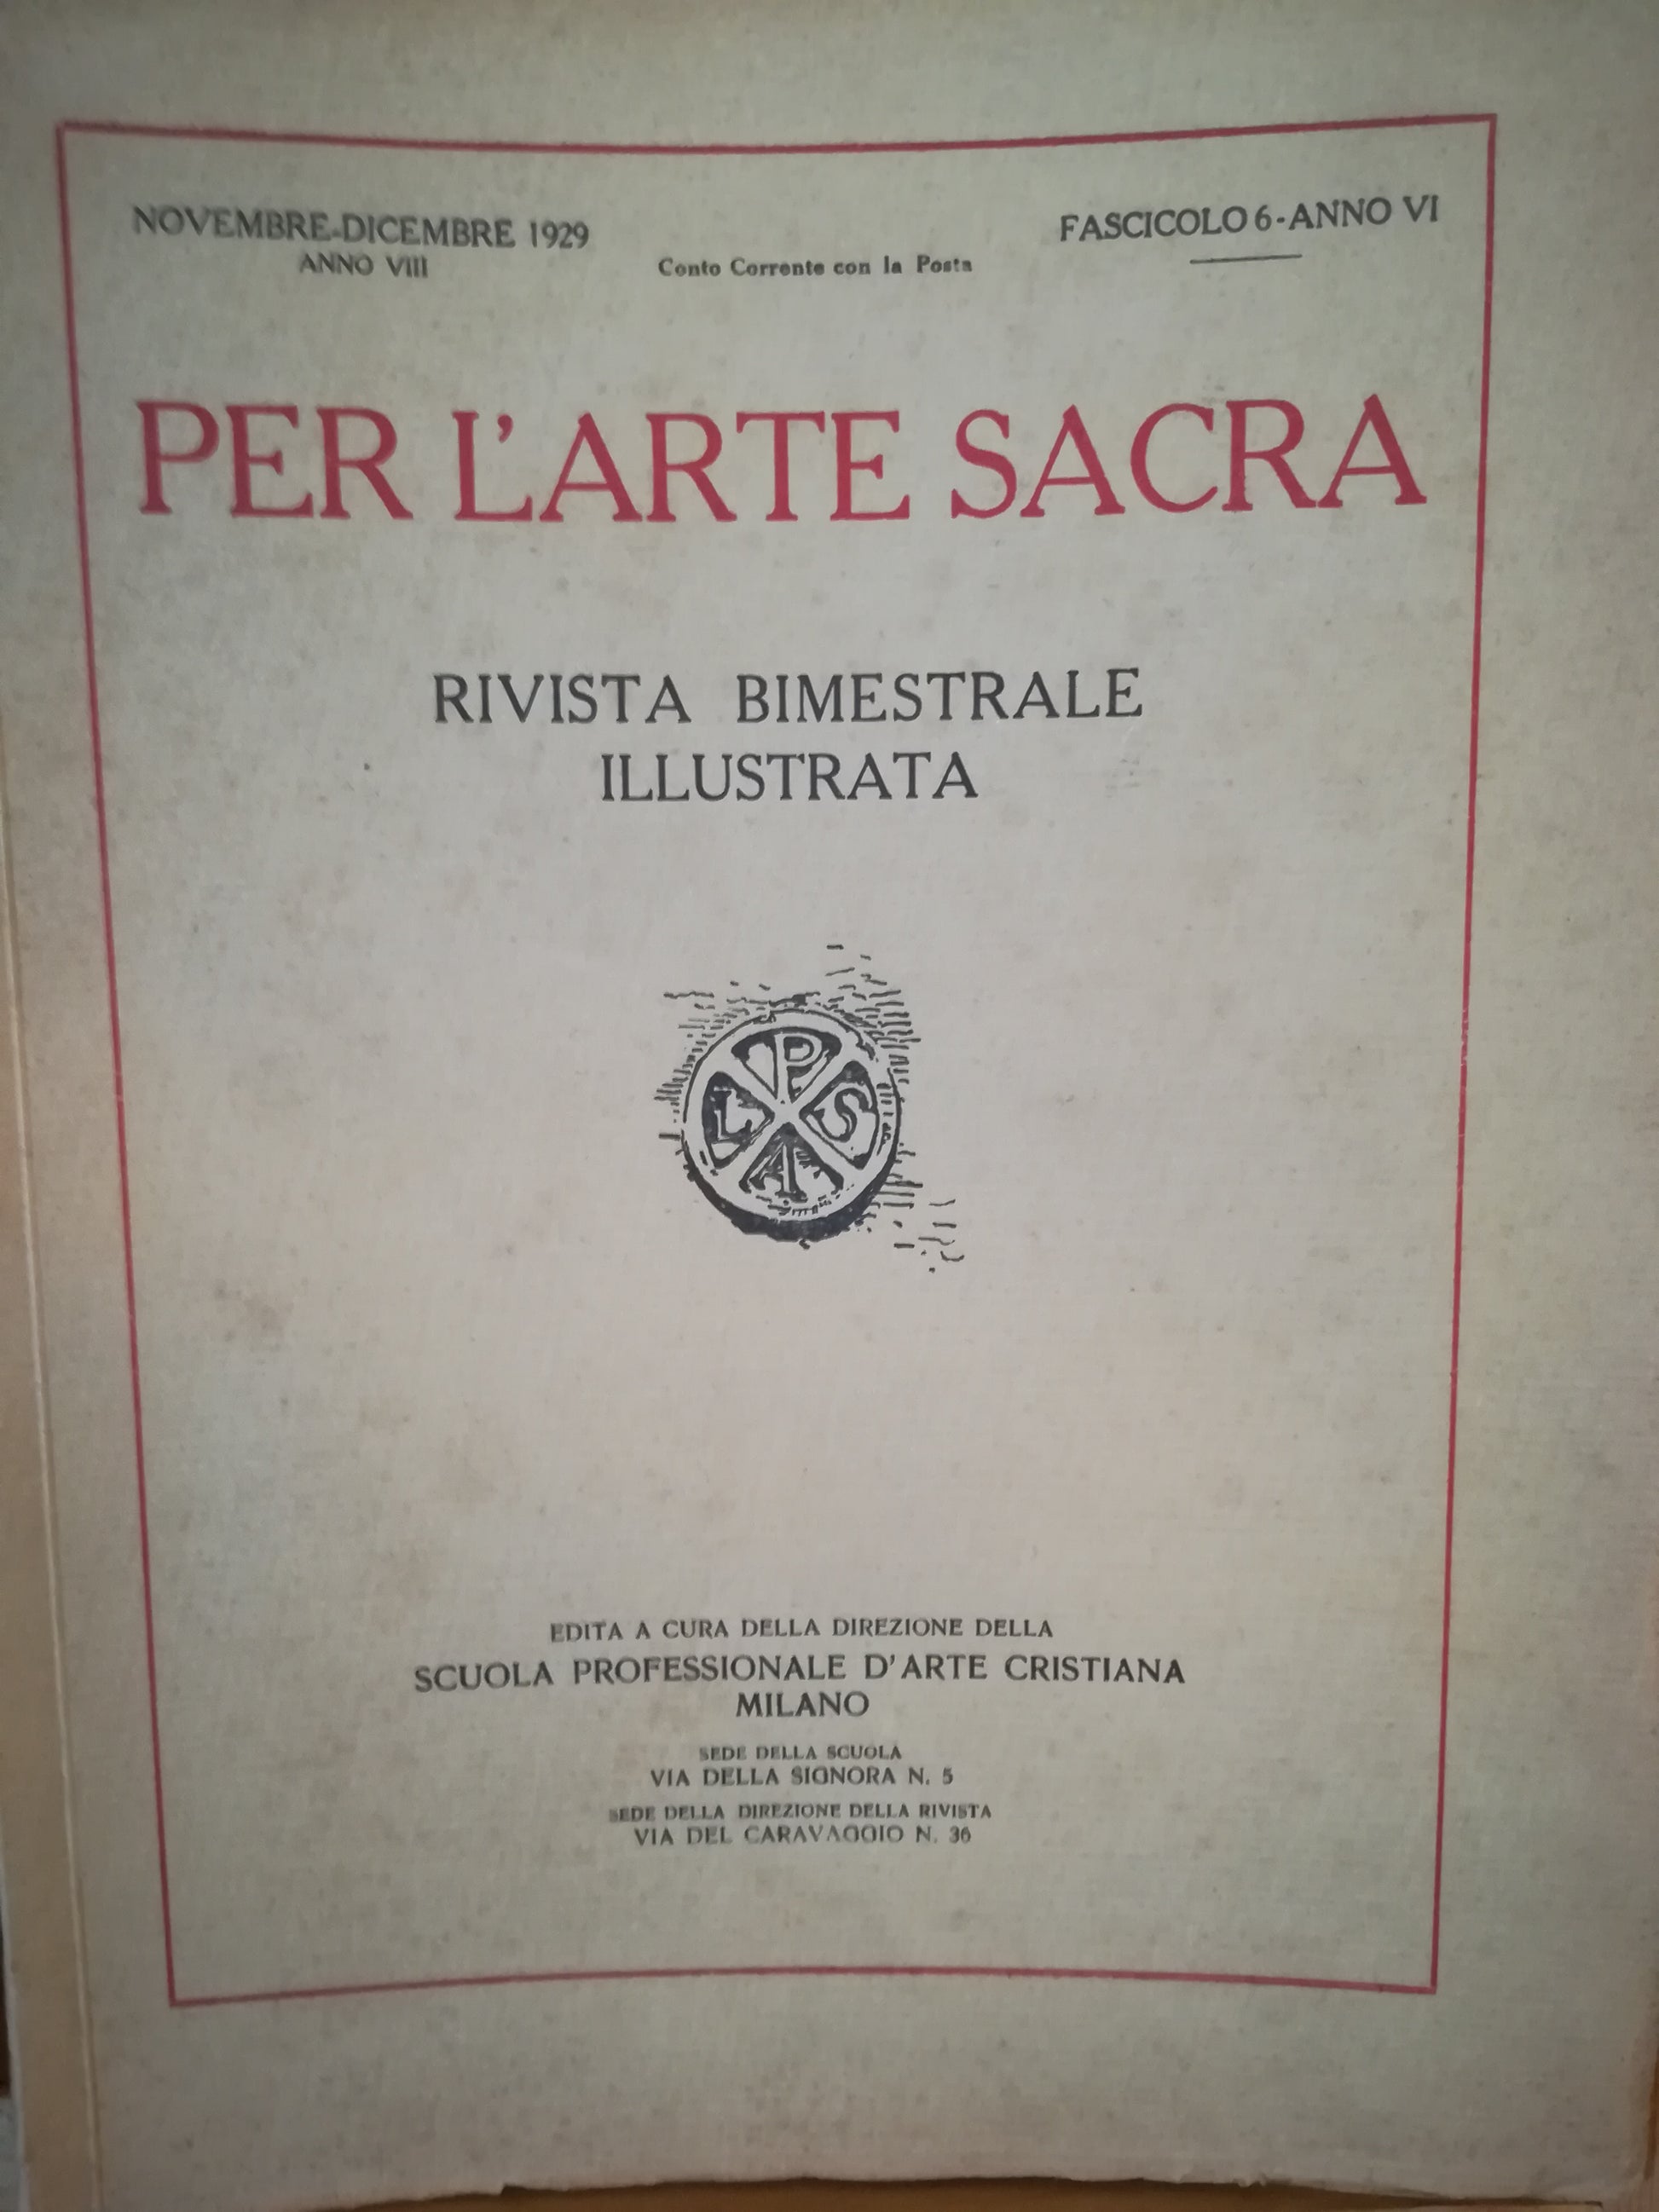 NOVEMBRE-DICEMBRE 1929
ANNO VIII
Conto Corrente con la Posta
FASCICOLO 6 - ANNO VI
PER L'ARTE SACRA
RIVISTA BIMESTRALE
ILLUSTRATA
P
L S
A
EDITA A CURA DELLA DIREZIONE DELLA
SCUOLA PROFESSIONALE D'ARTE CRISTIANA
MILANO
SEDE DELLA SCUOLA
VIA DELLA SIGNORA N. 5
SEDE DELLA DIREZIONE DELLA RIVISTA
VIA DEL CARAVAGGIO N. 36